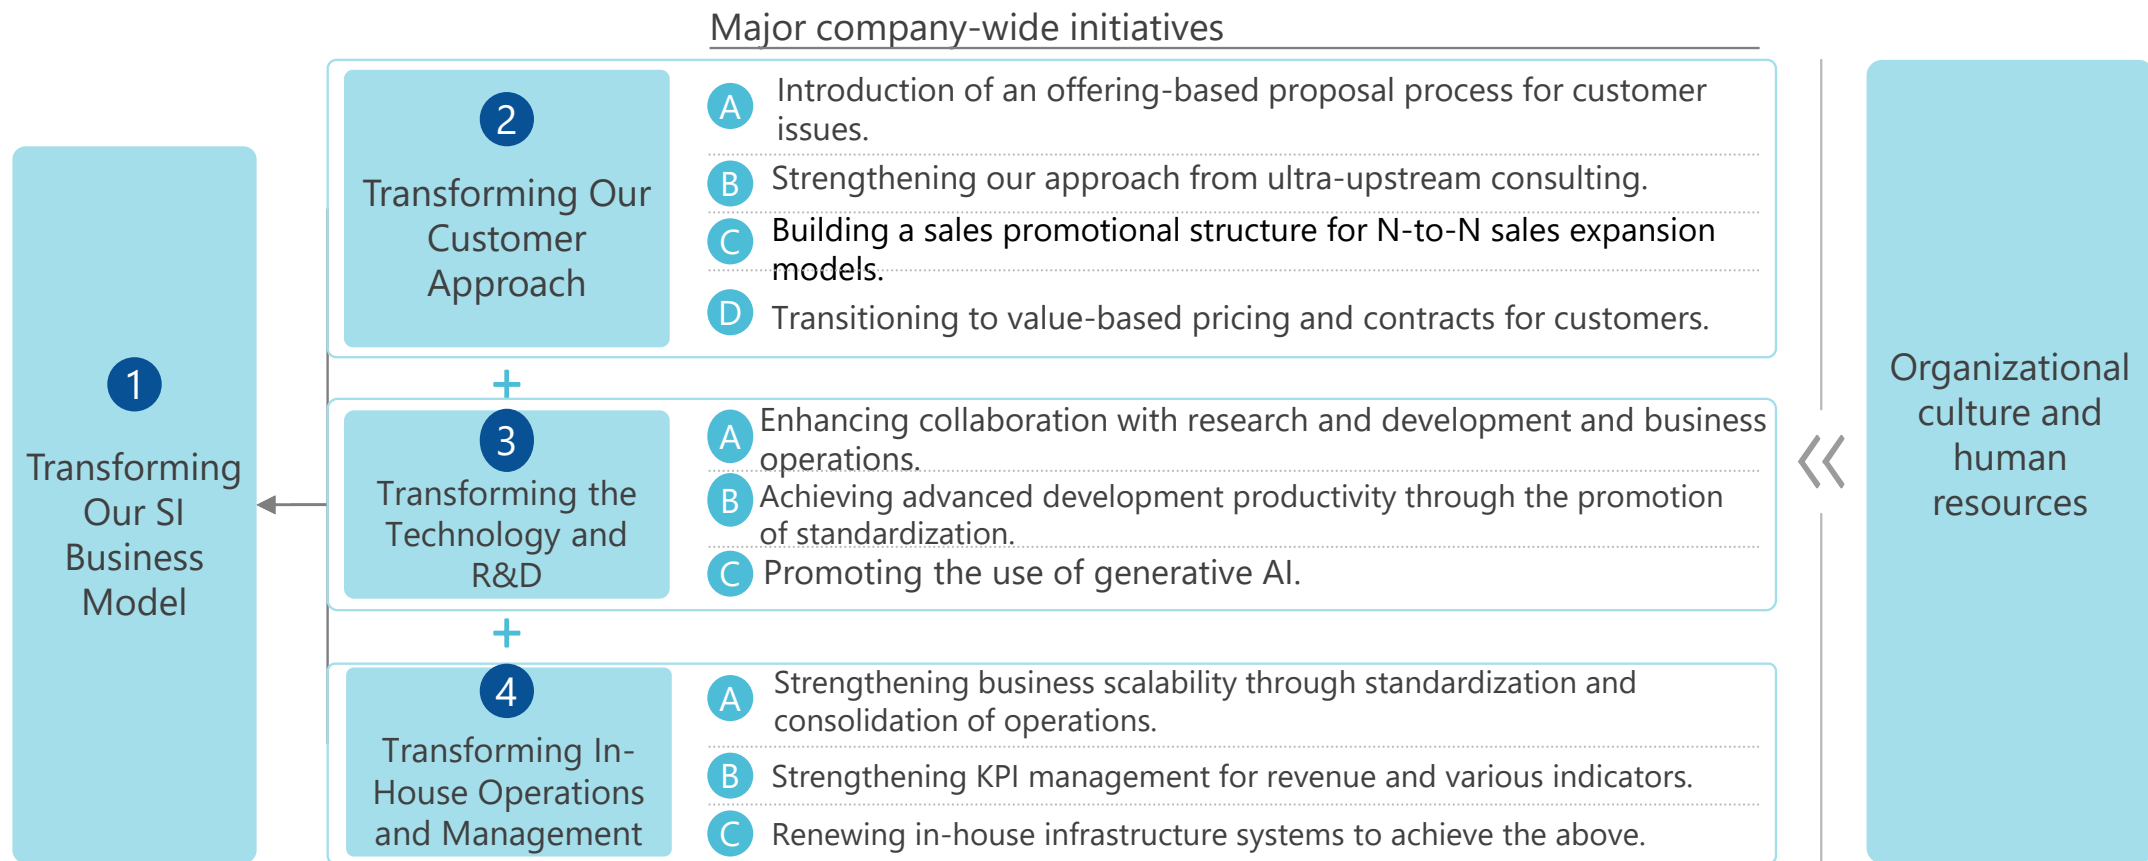 Major company-wide initiatives
1
Transforming
Our SI
Business
Model
2
Transforming Our
Customer
Approach
A
Introduction of an offering-based proposal process for customer
issues.
B
Strengthening our approach from ultra-upstream consulting.
C
Building a sales promotional structure for N-to-N sales expansion
models.
D
Transitioning to value-based pricing and contracts for customers.
+
3
Transforming the
Technology and
R&D
A
Enhancing collaboration with research and development and business
operations.
B
Achieving advanced development productivity through the promotion
of standardization.
C
Promoting the use of generative AI.
+
4
Transforming In-
House Operations
and Management
A
Strengthening business scalability through standardization and
consolidation of operations.
B
Strengthening KPI management for revenue and various indicators.
C
Renewing in-house infrastructure systems to achieve the above.
Organizational
culture and
human
resources